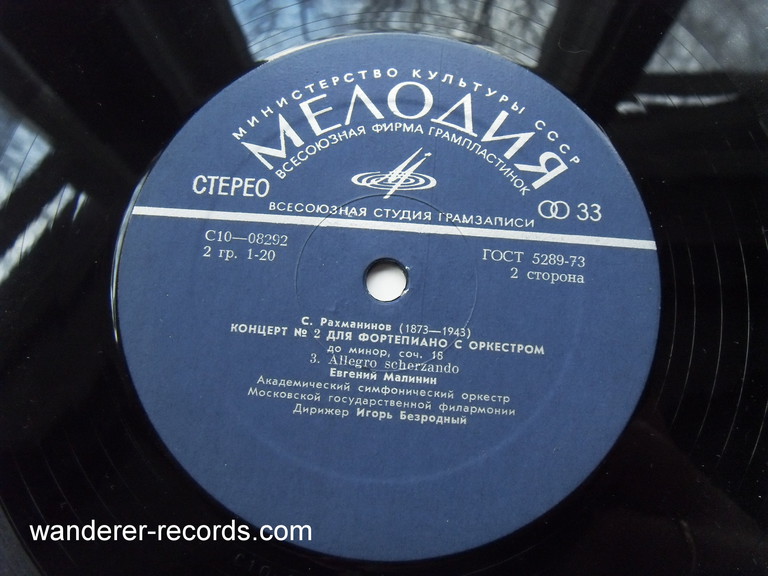 МИНИСТЕРСТВО КУЛЬТУРЫ СССР
МЕЛОДИЯ
ВСЕСОЮЗНАЯ ФИРМА ГРАМПЛАСТИНОК
СТЕРЕО
33
ВСЕСОЮЗНАЯ СТУДИЯ ГРАМЗАПИСИ
С10—08292
ГОСТ 5289-73
2 гр. 1-20
2 сторона
С. Рахманинов (1873—1943)
КОНЦЕРТ № 2 ДЛЯ ФОРТЕПИАНО С ОРКЕСТРОМ
до минор, соч. 18
3. Allegro scherzando
Евгений Малинин
Академический симфонический оркестр
Московской государственной филармонии
Дирижер Игорь Безродный
wanderer-records.com